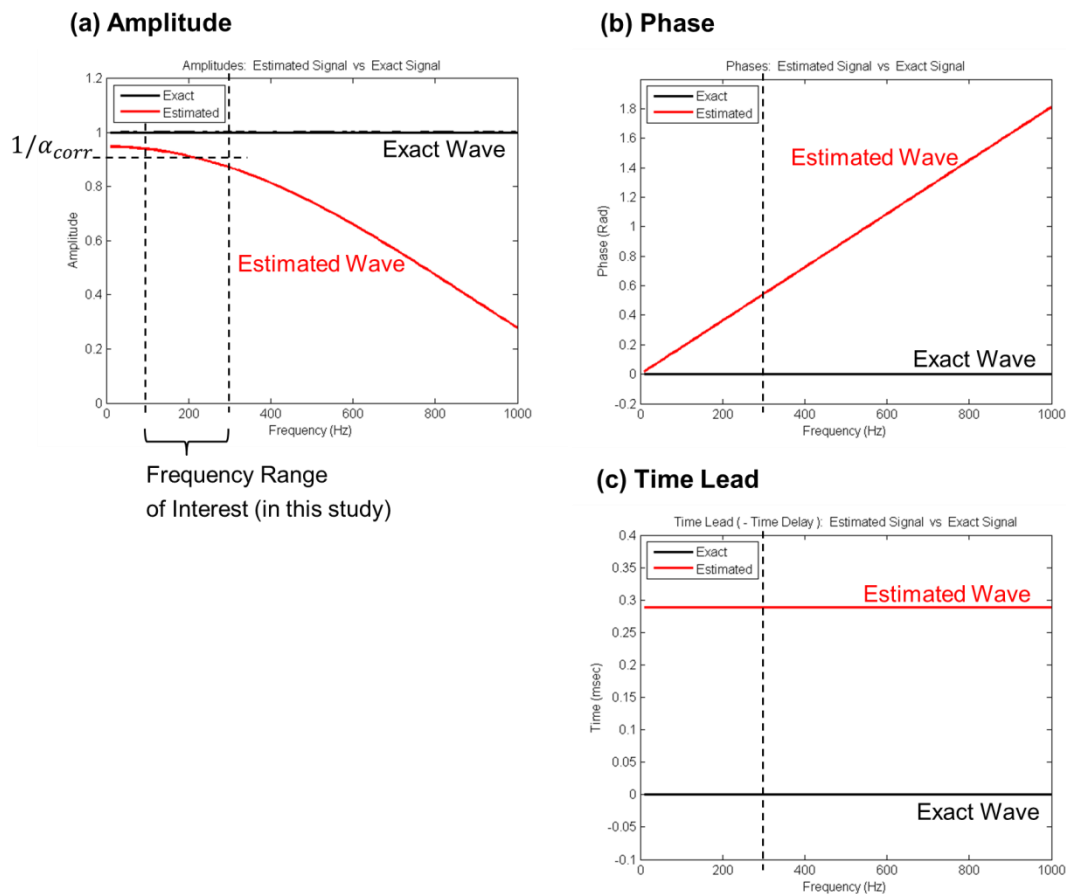 (a) Amplitude
Amplitudes: Estimated Signal vs Exact Signal
1.2
1
0.8
0.6
0.4
0.2
0
Amplitude
Exact
Estimated
1/α_corr
Exact Wave
Estimated Wave
0 200 400 600 800 1000
Frequency (Hz)
Frequency Range
of Interest (in this study)
(b) Phase
Phases: Estimated Signal vs Exact Signal
1.8
1.6
1.4
1.2
1
0.8
0.6
0.4
0.2
0
-0.2
Phase (Rad)
Exact
Estimated
Estimated Wave
Exact Wave
0 200 400 600 800 1000
Frequency (Hz)
(c) Time Lead
Time Lead ( - Time Delay ): Estimated Signal vs Exact Signal
0.4
0.35
0.3
0.25
0.2
0.15
0.1
0.05
0
-0.05
-0.1
Time (msec)
Exact
Estimated
Estimated Wave
Exact Wave
0 200 400 600 800 1000
Frequency (Hz)